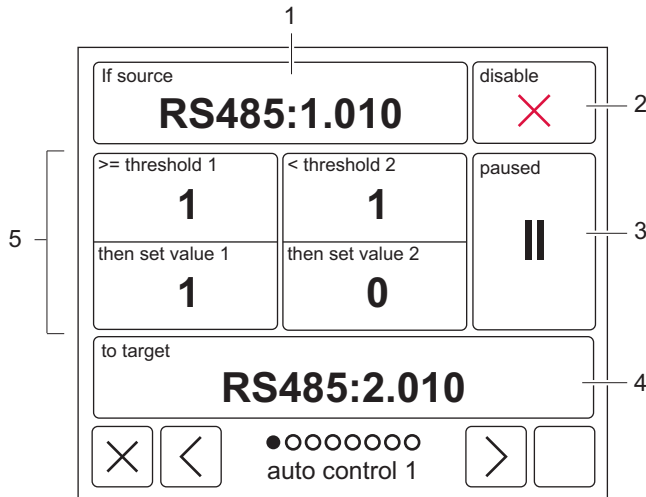 1
If source
RS485:1.010
disable
2
5
>= threshold 1
1
< threshold 2
1
paused
3
then set value 1
1
then set value 2
0
to target
RS485:2.010
4
auto control 1